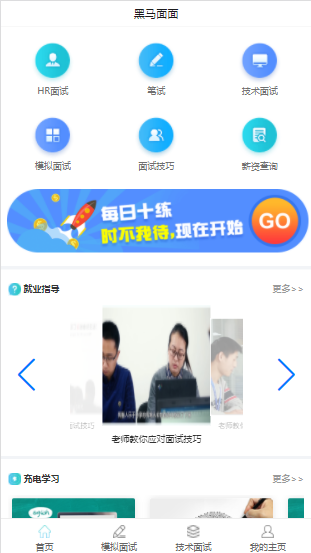 黑马面面
HR面试
笔试
技术面试
模拟面试
面试技巧
薪资查询
每日十练
时不我待,现在开始
GO
就业指导
更多>>
面试技巧
老师教你
老师教你应对面试技巧
充电学习
更多>>
首页
模拟面试
技术面试
我的主页